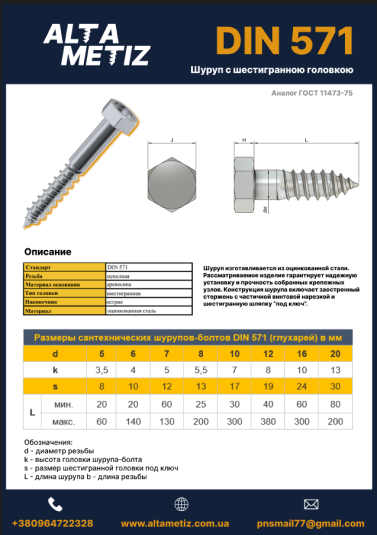 ALTA
METIZ
DIN 571
Шуруп с шестигранною головкою
Аналог ГОСТ 11473-75
J
H
L
Ød
Описание
Стандарт DIN 571
Резьба неполная
Материал основания древесина
Тип головки шестигранная
Наконечник острие
Материал оцинкованная сталь
Шуруп изготавливается из оцинкованной стали.
Рассматриваемое изделие гарантирует надежную
установку и прочность собранных крепежных
узлов. Конструкция шурупа включает заостренный
стержень с частичной винтовой нарезкой и
шестигранную шляпку "под ключ".
Размеры сантехнических шурупов-болтов DIN 571 (глухарей) в мм
d 5 6 7 8 10 12 16 20
k 3,5 4 5 5,5 7 8 10 13
s 8 10 12 13 17 19 24 30
L мин. 20 20 60 25 30 40 60 80
макс. 60 140 130 200 300 380 300 200
Обозначения:
d - диаметр резьбы
k - высота головки шурупа-болта
s - размер шестигранной головки под ключ
L - длина шурупа b - длина резьбы
+380964722328
www.altametiz.com.ua
pnsmail77@gmail.com